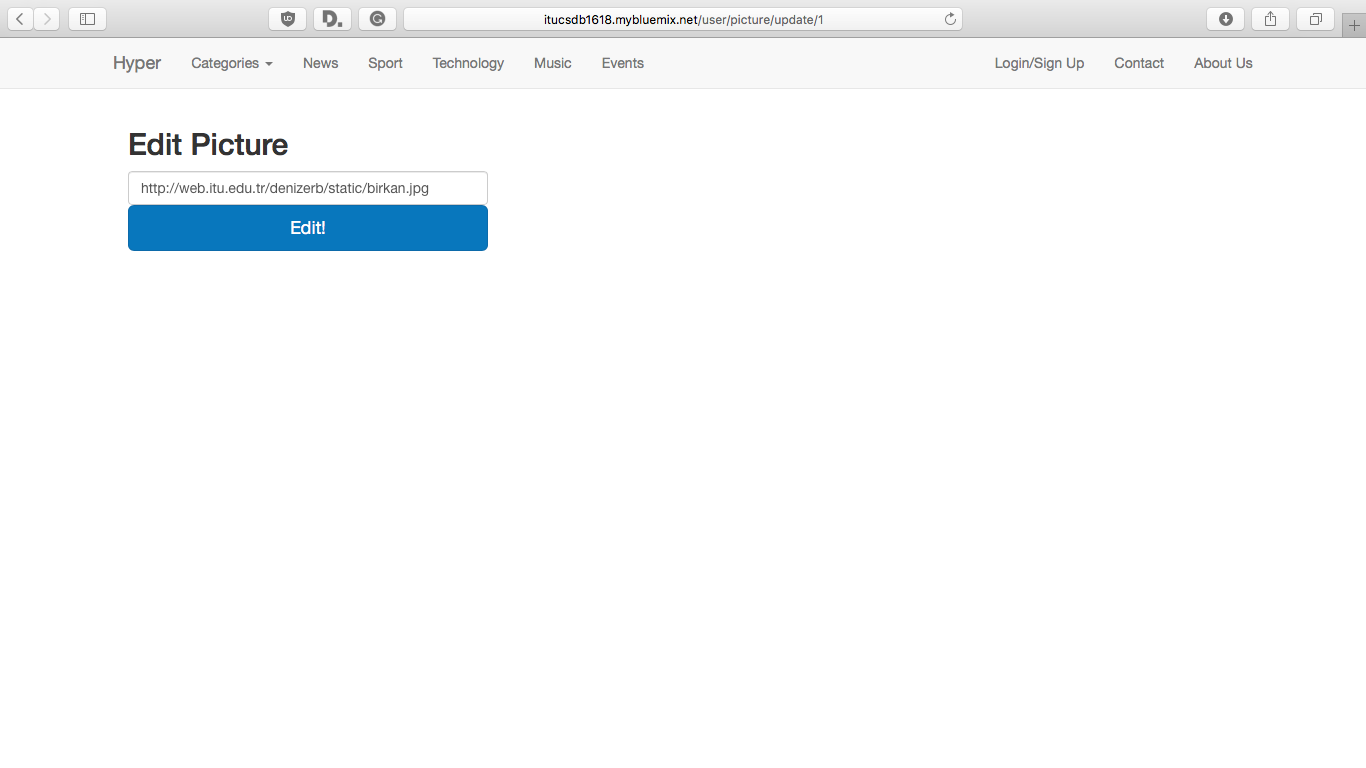 itucsdb1618.mybluemix.net/user/picture/update/1
Hyper Categories News Sport Technology Music Events Login/Sign Up Contact About Us
Edit Picture
http://web.itu.edu.tr/denizerb/static/birkan.jpg
Edit!